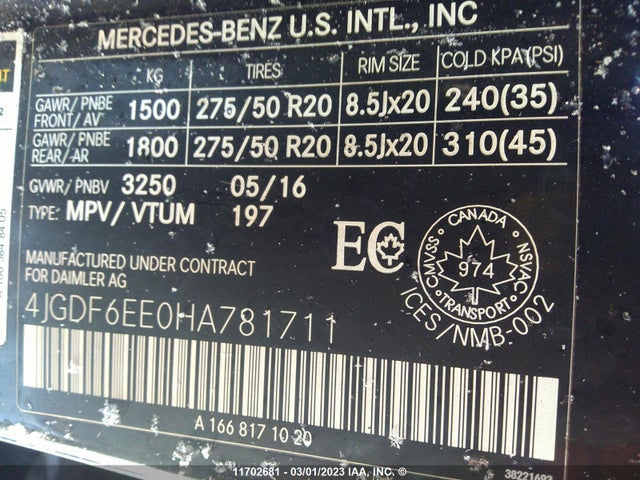 MERCEDES-BENZ U.S. INTL., INC
KG TIRES RIM SIZE COLD KPA(PSI)
GAWR/PNBE FRONT/AV 1500 275/50 R20 8.5Jx20 240(35)
GAWR/PNBE REAR/AR 1800 275/50 R20 8.5Jx20 310(45)
GVWR/PNBV 3250 05/16
TYPE: MPV/VTUM 197
MANUFACTURED UNDER CONTRACT
FOR DAIMLER AG
EC
CANADA
CMVSS NSVAC
974
TRANSPORT
ICES/NMB-002
4JGDF6EE0HA781711
A 166 817 10 20
38221693
11702681 - 03/01/2023 IAA, INC. ©